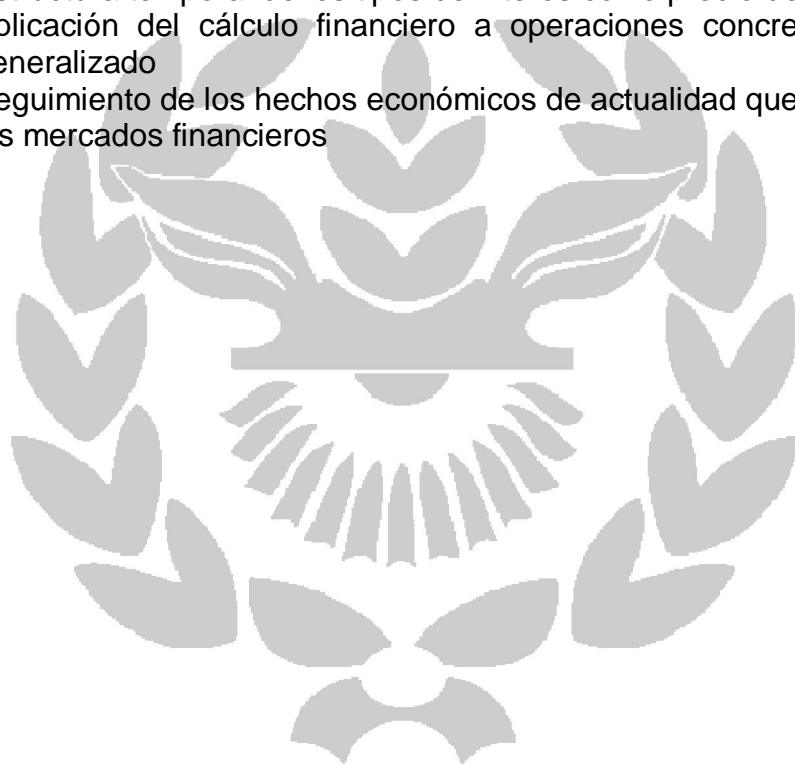 plicación del cálculo financiero a operaciones concre
eneralizado
eguimiento de los hechos económicos de actualidad que
s mercados financieros